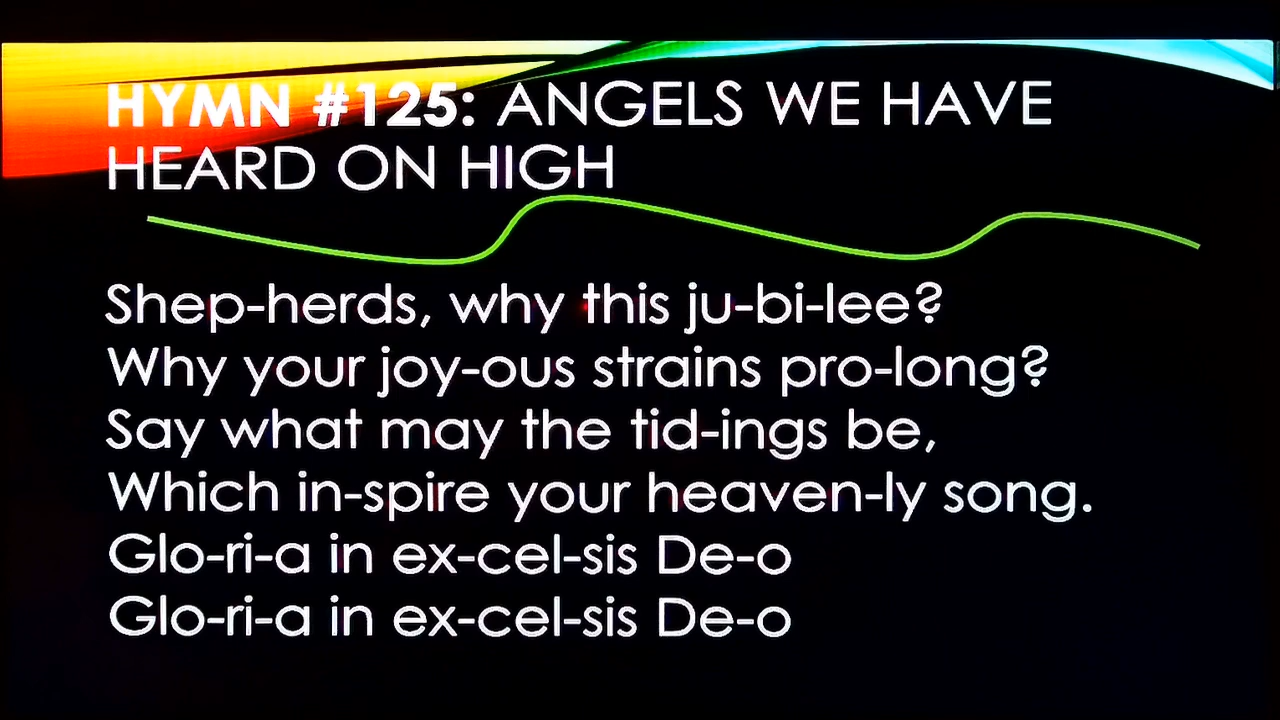 HYMN #125: ANGELS WE HAVE
HEARD ON HIGH
Shep-herds, why this ju-bi-lee?
Why your joy-ous strains pro-long?
Say what may the tid-ings be,
Which in-spire your heaven-ly song.
Glo-ri-a in ex-cel-sis De-o
Glo-ri-a in ex-cel-sis De-o